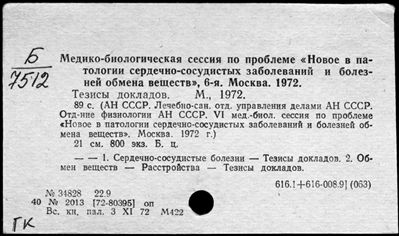 Б
7512
Медико-биологическая сессия по проблеме «Новое в па-
тологии сердечно-сосудистых заболеваний и болез-
ней обмена веществ», 6-я. Москва. 1972.
Тезисы докладов. М., 1972.
89 с. (АН СССР. Лечебно-сан. отд. управления делами АН СССР.
Отд-ние физиологии АН СССР. VI мед.-биол. сессия по проблеме
«Новое в патологии сердечно-сосудистых заболеваний и болезней об-
мена веществ». Москва. 1972 г.)
21 см. 800 экз. Б. ц.
— — 1. Сердечно-сосудистые болезни — Тезисы докладов. 2. Об-
мен веществ — Расстройства — Тезисы докладов.
616.1+616-008.9] (063)
№ 34828 22.9
40 № 2013 [72-80395] оп
Вс. кн. пал. 3 XI 72 М422
ГК